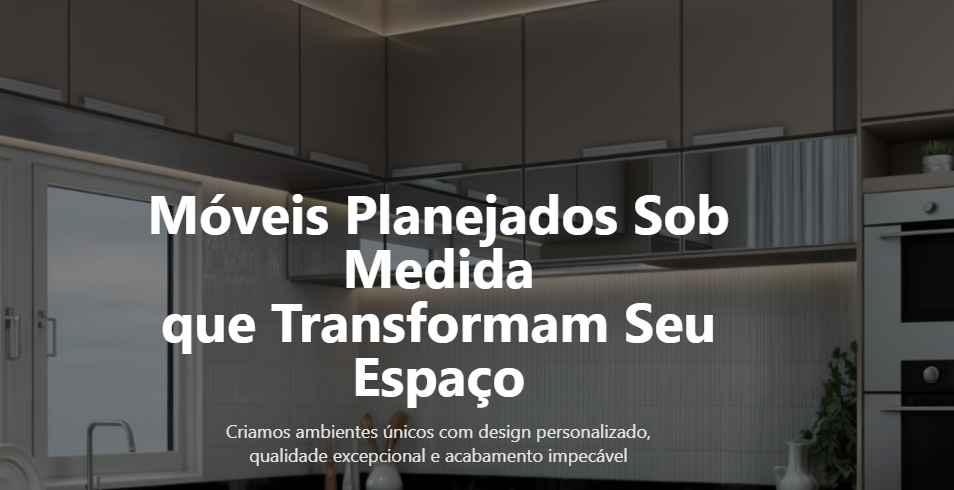 Móveis Planejados Sob
Medida
que Transformam Seu
Espaço
Criamos ambientes únicos com design personalizado,
qualidade excepcional e acabamento impecável